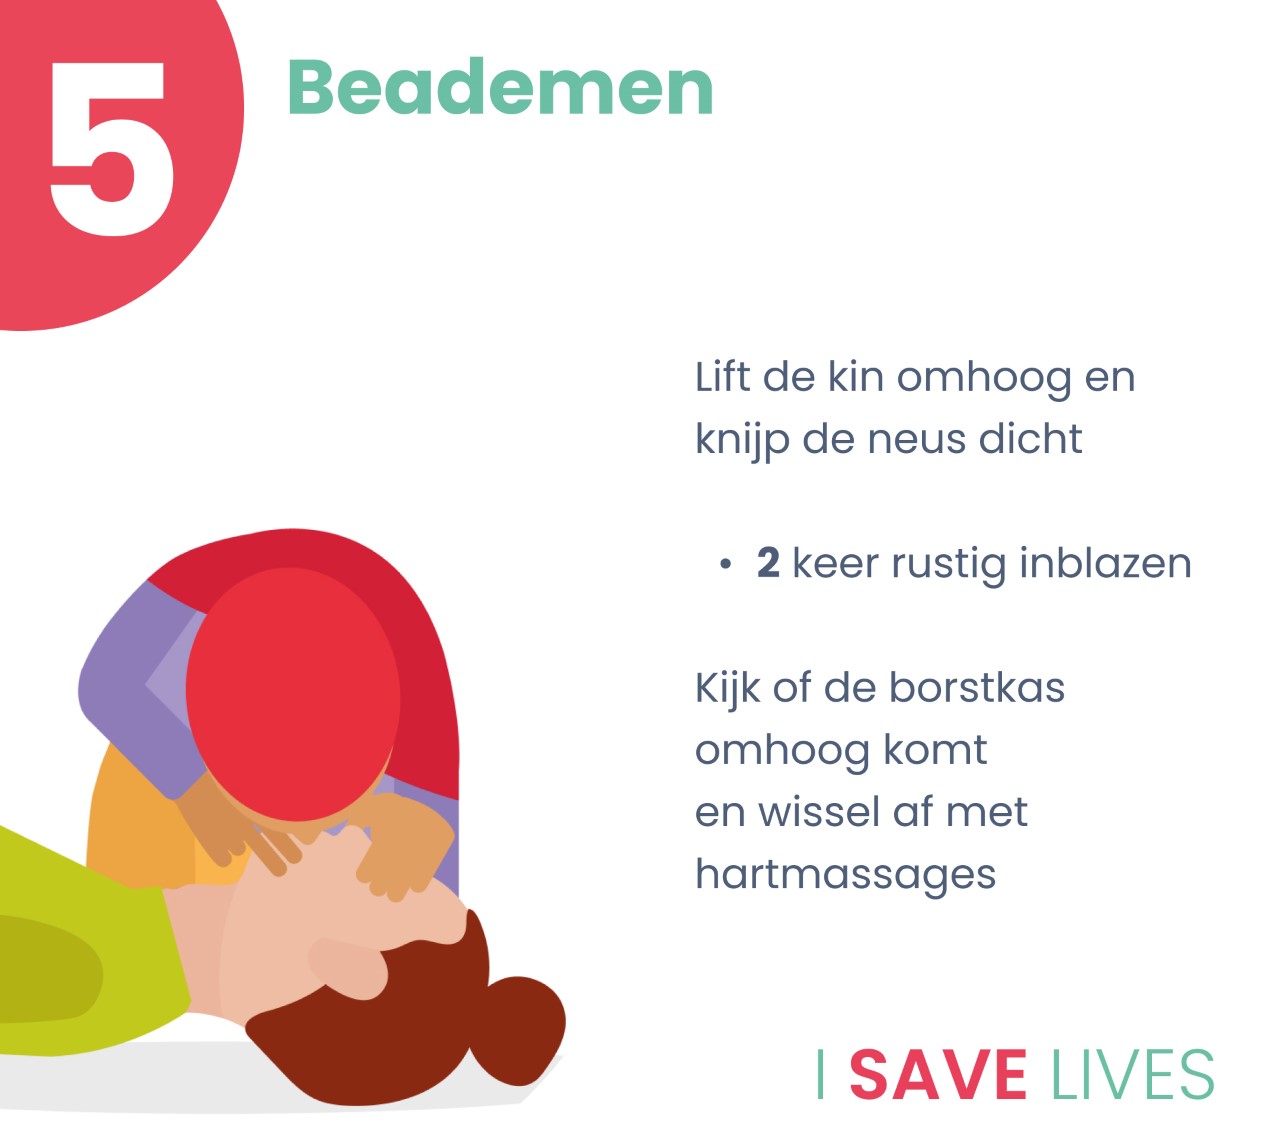 5
Beademen
Lift de kin omhoog en
knijp de neus dicht
• 2 keer rustig inblazen
Kijk of de borstkas
omhoog komt
en wissel af met
hartmassages
I SAVE LIVES